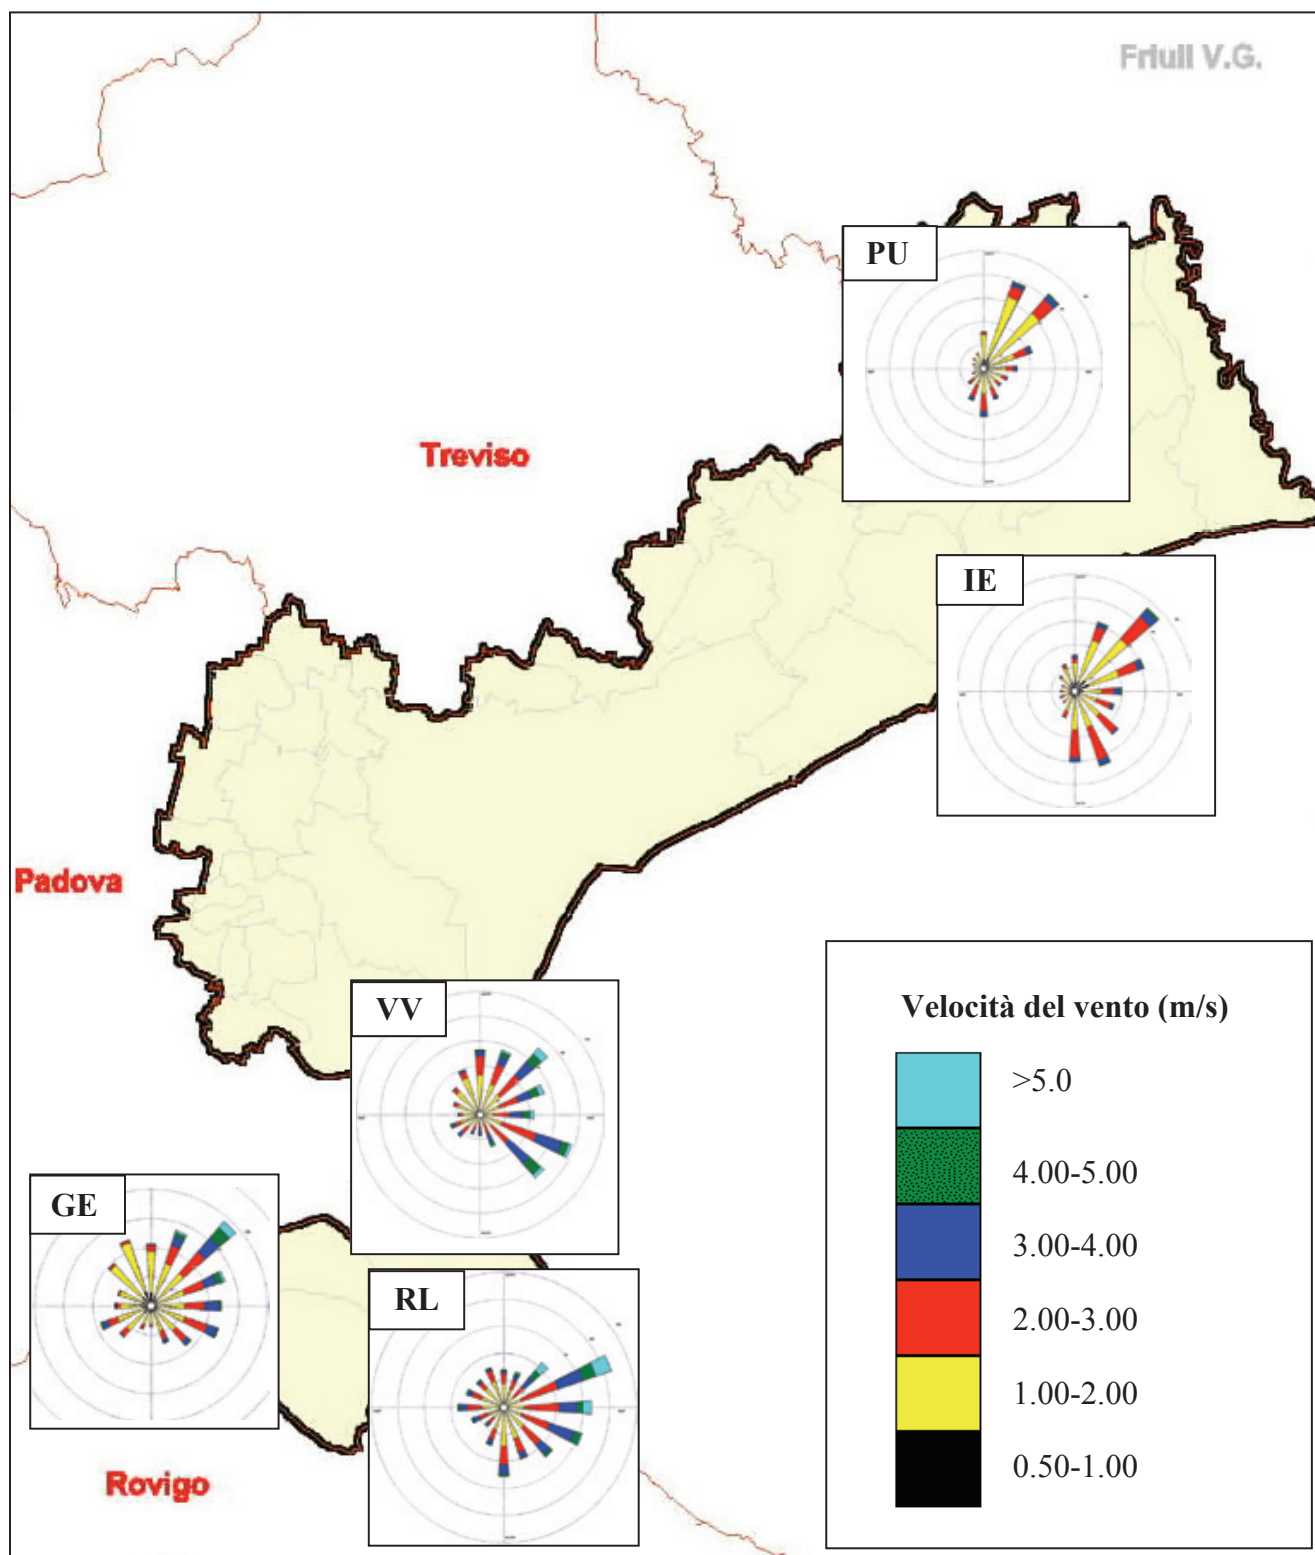 Friuli V.G.
PU
Treviso
IE
Padova
VV
Velocità del vento (m/s)
>5.0
4.00-5.00
3.00-4.00
2.00-3.00
1.00-2.00
0.50-1.00
GE
RL
Rovigo